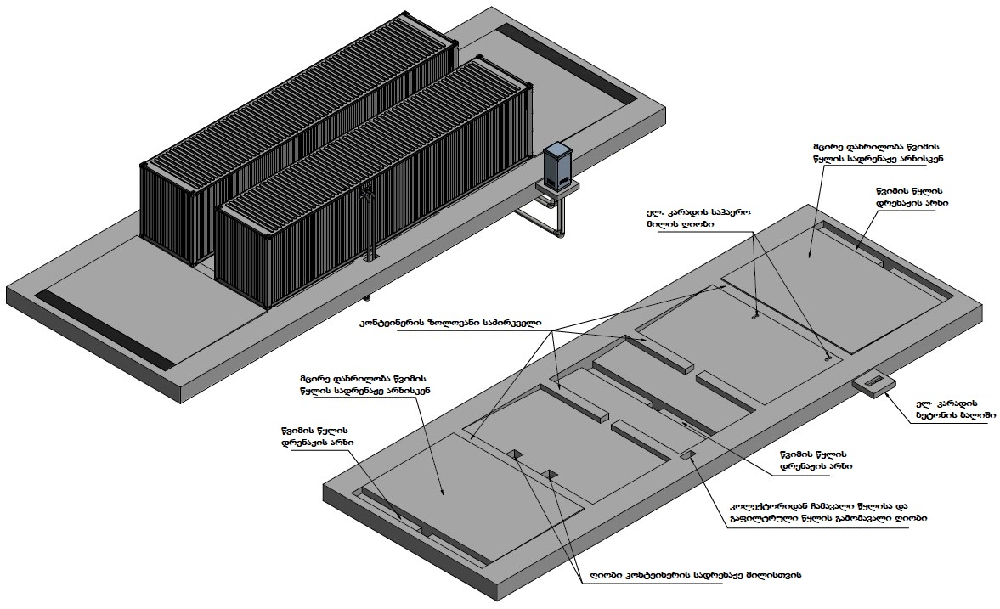 მცირე დახრილობა წვიმის
წყლის სადრენაჟე არხისკენ
წვიმის წყლის
დრენაჟის არხი
ელ. კარადის საჰაერო
მილის ღიობი
კონტეინერის ზოლოვანი საძირკველი
მცირე დახრილობა წვიმის
წყლის სადრენაჟე არხისკენ
ელ. კარადის
ბეტონის ბალიში
წვიმის წყლის
დრენაჟის არხი
წვიმის წყლის
დრენაჟის არხი
კოლექტორიდან ჩამავალი წყლისა და
გაფილტრული წყლის გამომავალი ღიობი
ღიობი კონტეინერის სადრენაჟე მილისთვის